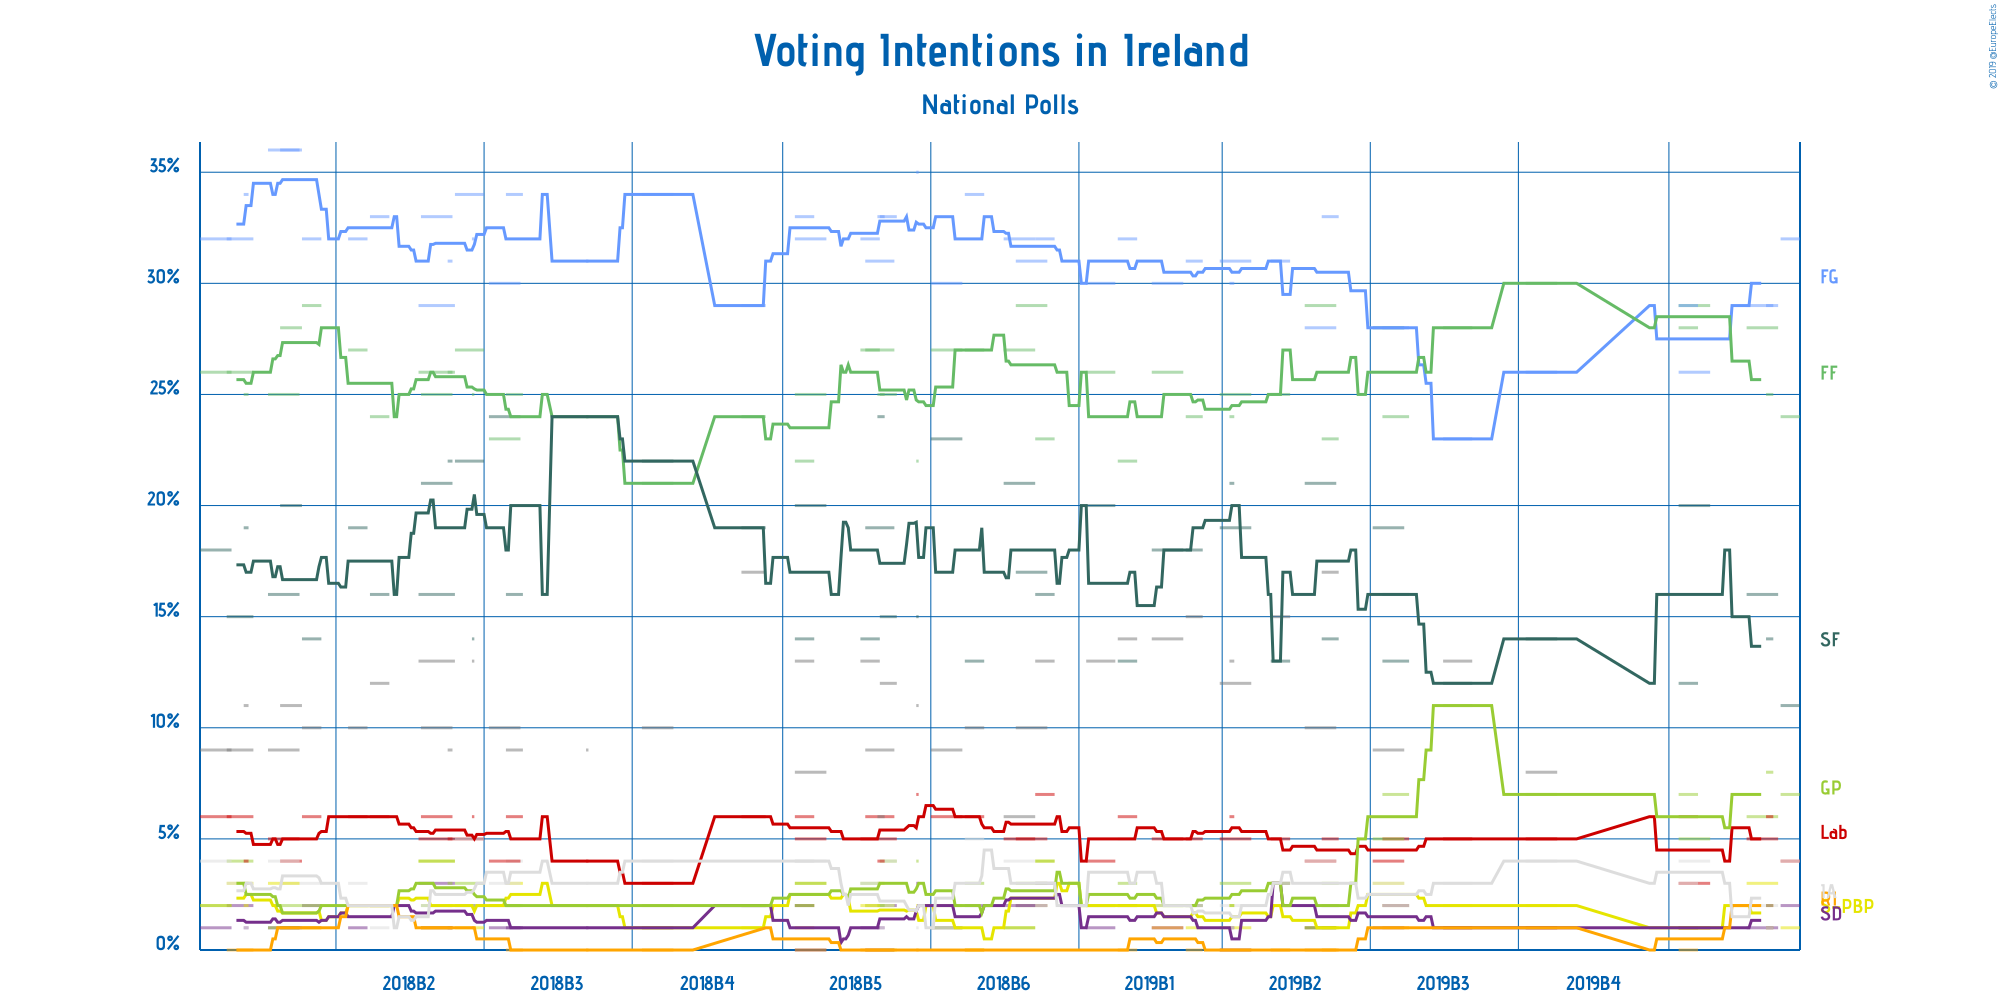 © 2019 @EuropeElects
Voting Intentions in Ireland
National Polls
35%
30%
25%
20%
15%
10%
5%
0%
FG
FF
SF
GP
Lab
IA
PBP
SD
2018B2 2018B3 2018B4 2018B5 2018B6 2019B1 2019B2 2019B3 2019B4